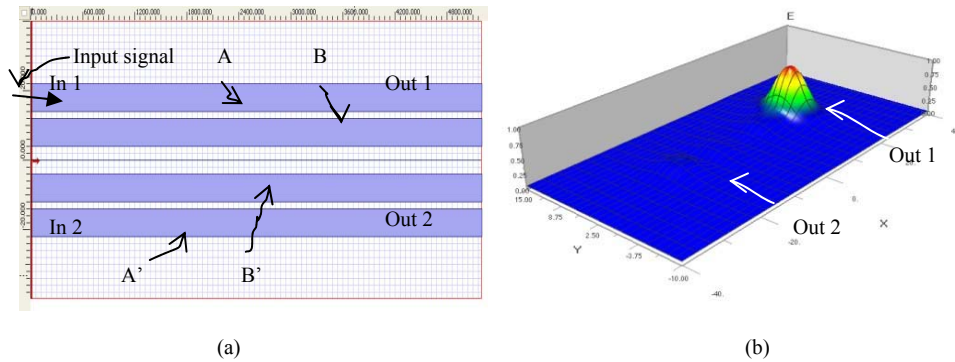 0.000 600.000 1200.000 1800.000 2400.000 3000.000 3600.000 4200.000 4800.000
Input signal
A
B
In 1
Out 1
0.000
-20.000
In 2
Out 2
A’
B’
E
1.00
0.75
0.50
0.25
0.00
1.00
0.75
0.50
0.25
0.00
15.00
8.75
2.50
-3.75
-10.00
Y
-40.
-20.
0.
20.
40.
X
Out 1
Out 2
(a)
(b)